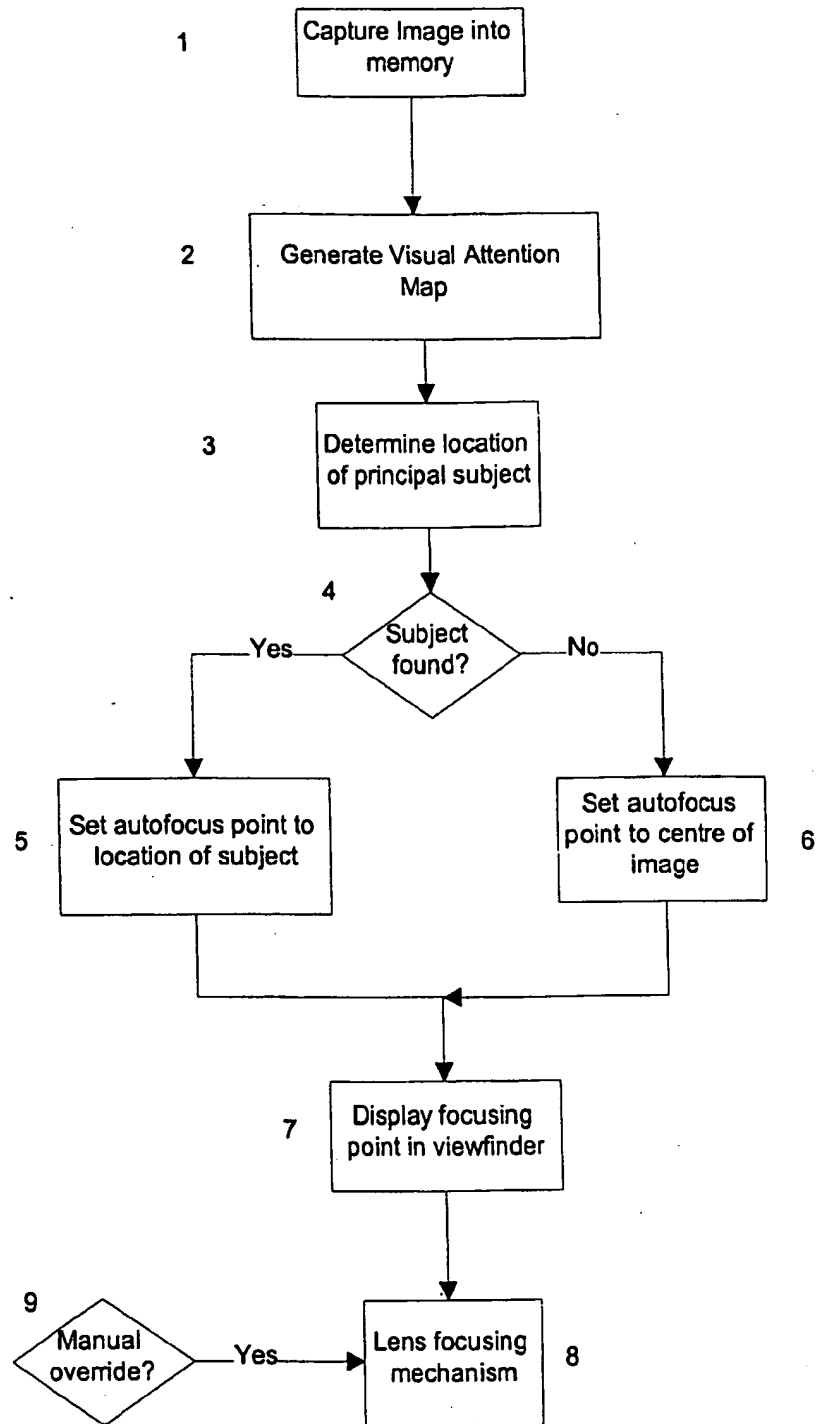 1
Capture Image into
memory
2
Generate Visual Attention
Map
3
Determine location
of principal subject
4
Subject
found?
Yes
No
5
Set autofocus point to
location of subject
Set autofocus
point to centre of
image
6
7
Display focusing
point in viewfinder
9
Manual
override?
Yes
Lens focusing
mechanism
8